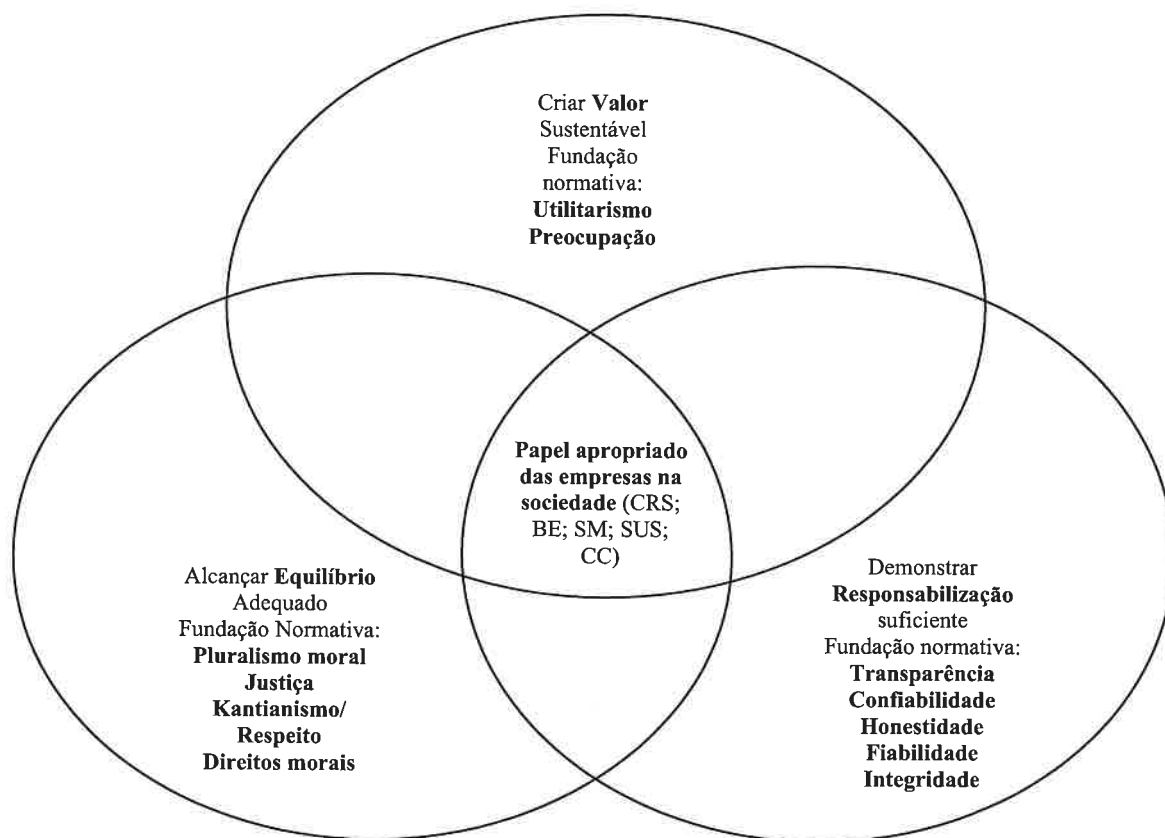 Criar Valor
Sustentável
Fundação
normativa:
Utilitarismo
Preocupação
Papel apropriado
das empresas na
sociedade (CRS;
BE; SM; SUS;
CC)
Alcançar Equilíbrio
Adequado
Fundação Normativa:
Pluralismo moral
Justiça
Kantianismo/
Respeito
Direitos morais
Demonstrar
Responsabilização
suficiente
Fundação normativa:
Transparência
Confiabilidade
Honestidade
Fiabilidade
Integridade